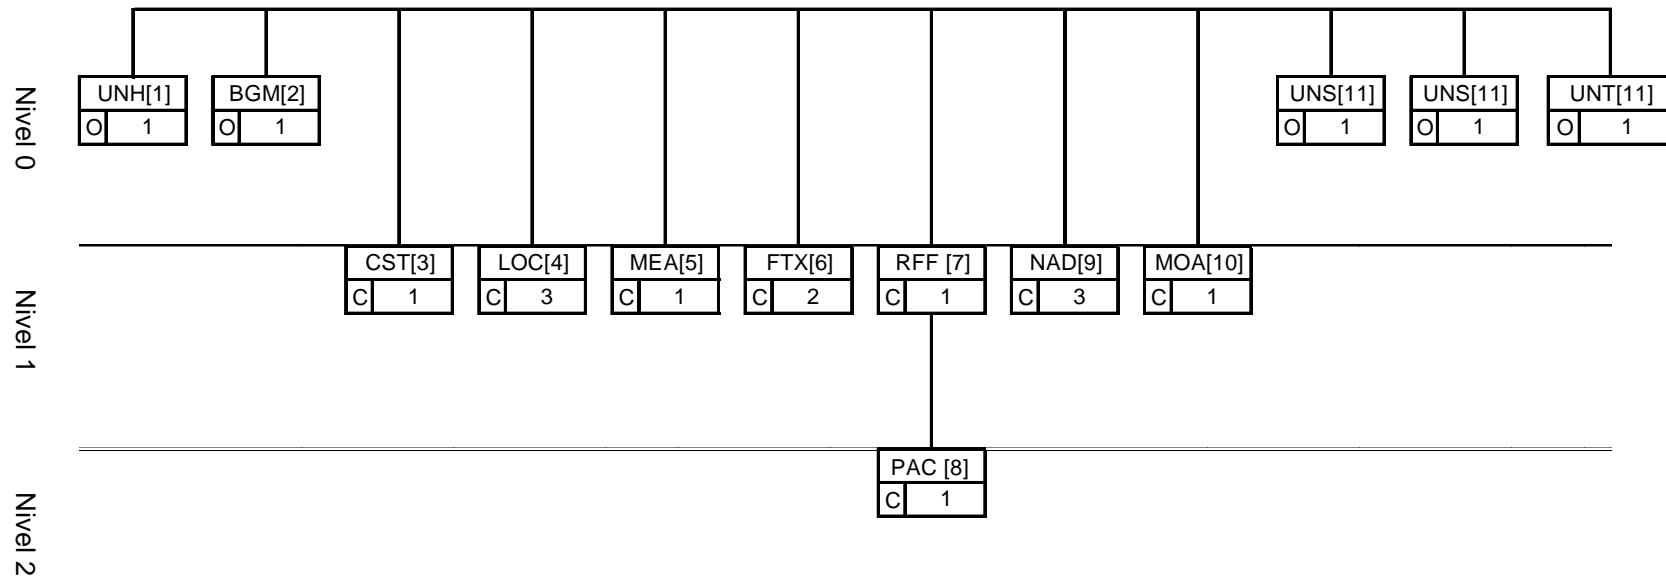 Nivel 0
UNH[1]
O 1
BGM[2]
O 1
UNS[11]
O 1
UNS[11]
O 1
UNT[11]
O 1
Nivel 1
CST[3]
C 1
LOC[4]
C 3
MEA[5]
C 1
FTX[6]
C 2
RFF [7]
C 1
NAD[9]
C 3
MOA[10]
C 1
Nivel 2
PAC [8]
C 1